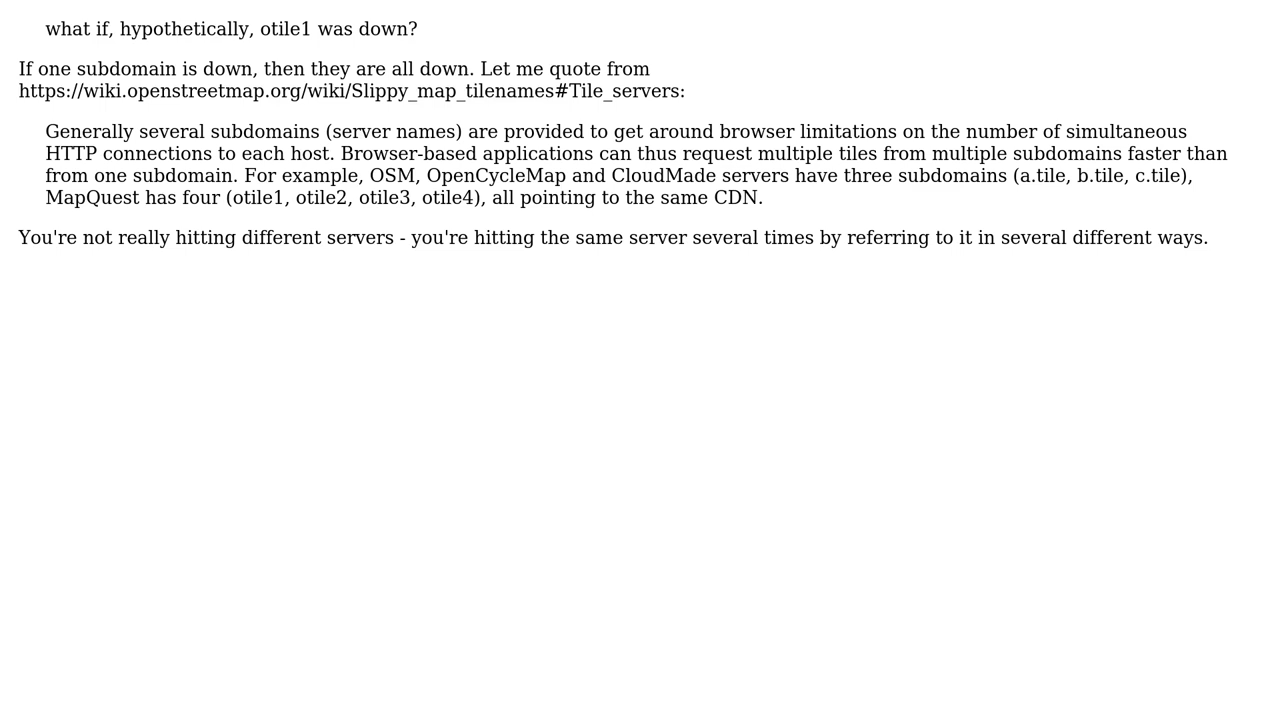 what if, hypothetically, otile1 was down?
If one subdomain is down, then they are all down. Let me quote from
https://wiki.openstreetmap.org/wiki/Slippy_map_tilenames#Tile_servers:
Generally several subdomains (server names) are provided to get around browser limitations on the number of simultaneous
HTTP connections to each host. Browser-based applications can thus request multiple tiles from multiple subdomains faster than
from one subdomain. For example, OSM, OpenCycleMap and CloudMade servers have three subdomains (a.tile, b.tile, c.tile),
MapQuest has four (otile1, otile2, otile3, otile4), all pointing to the same CDN.
You're not really hitting different servers - you're hitting the same server several times by referring to it in several different ways.